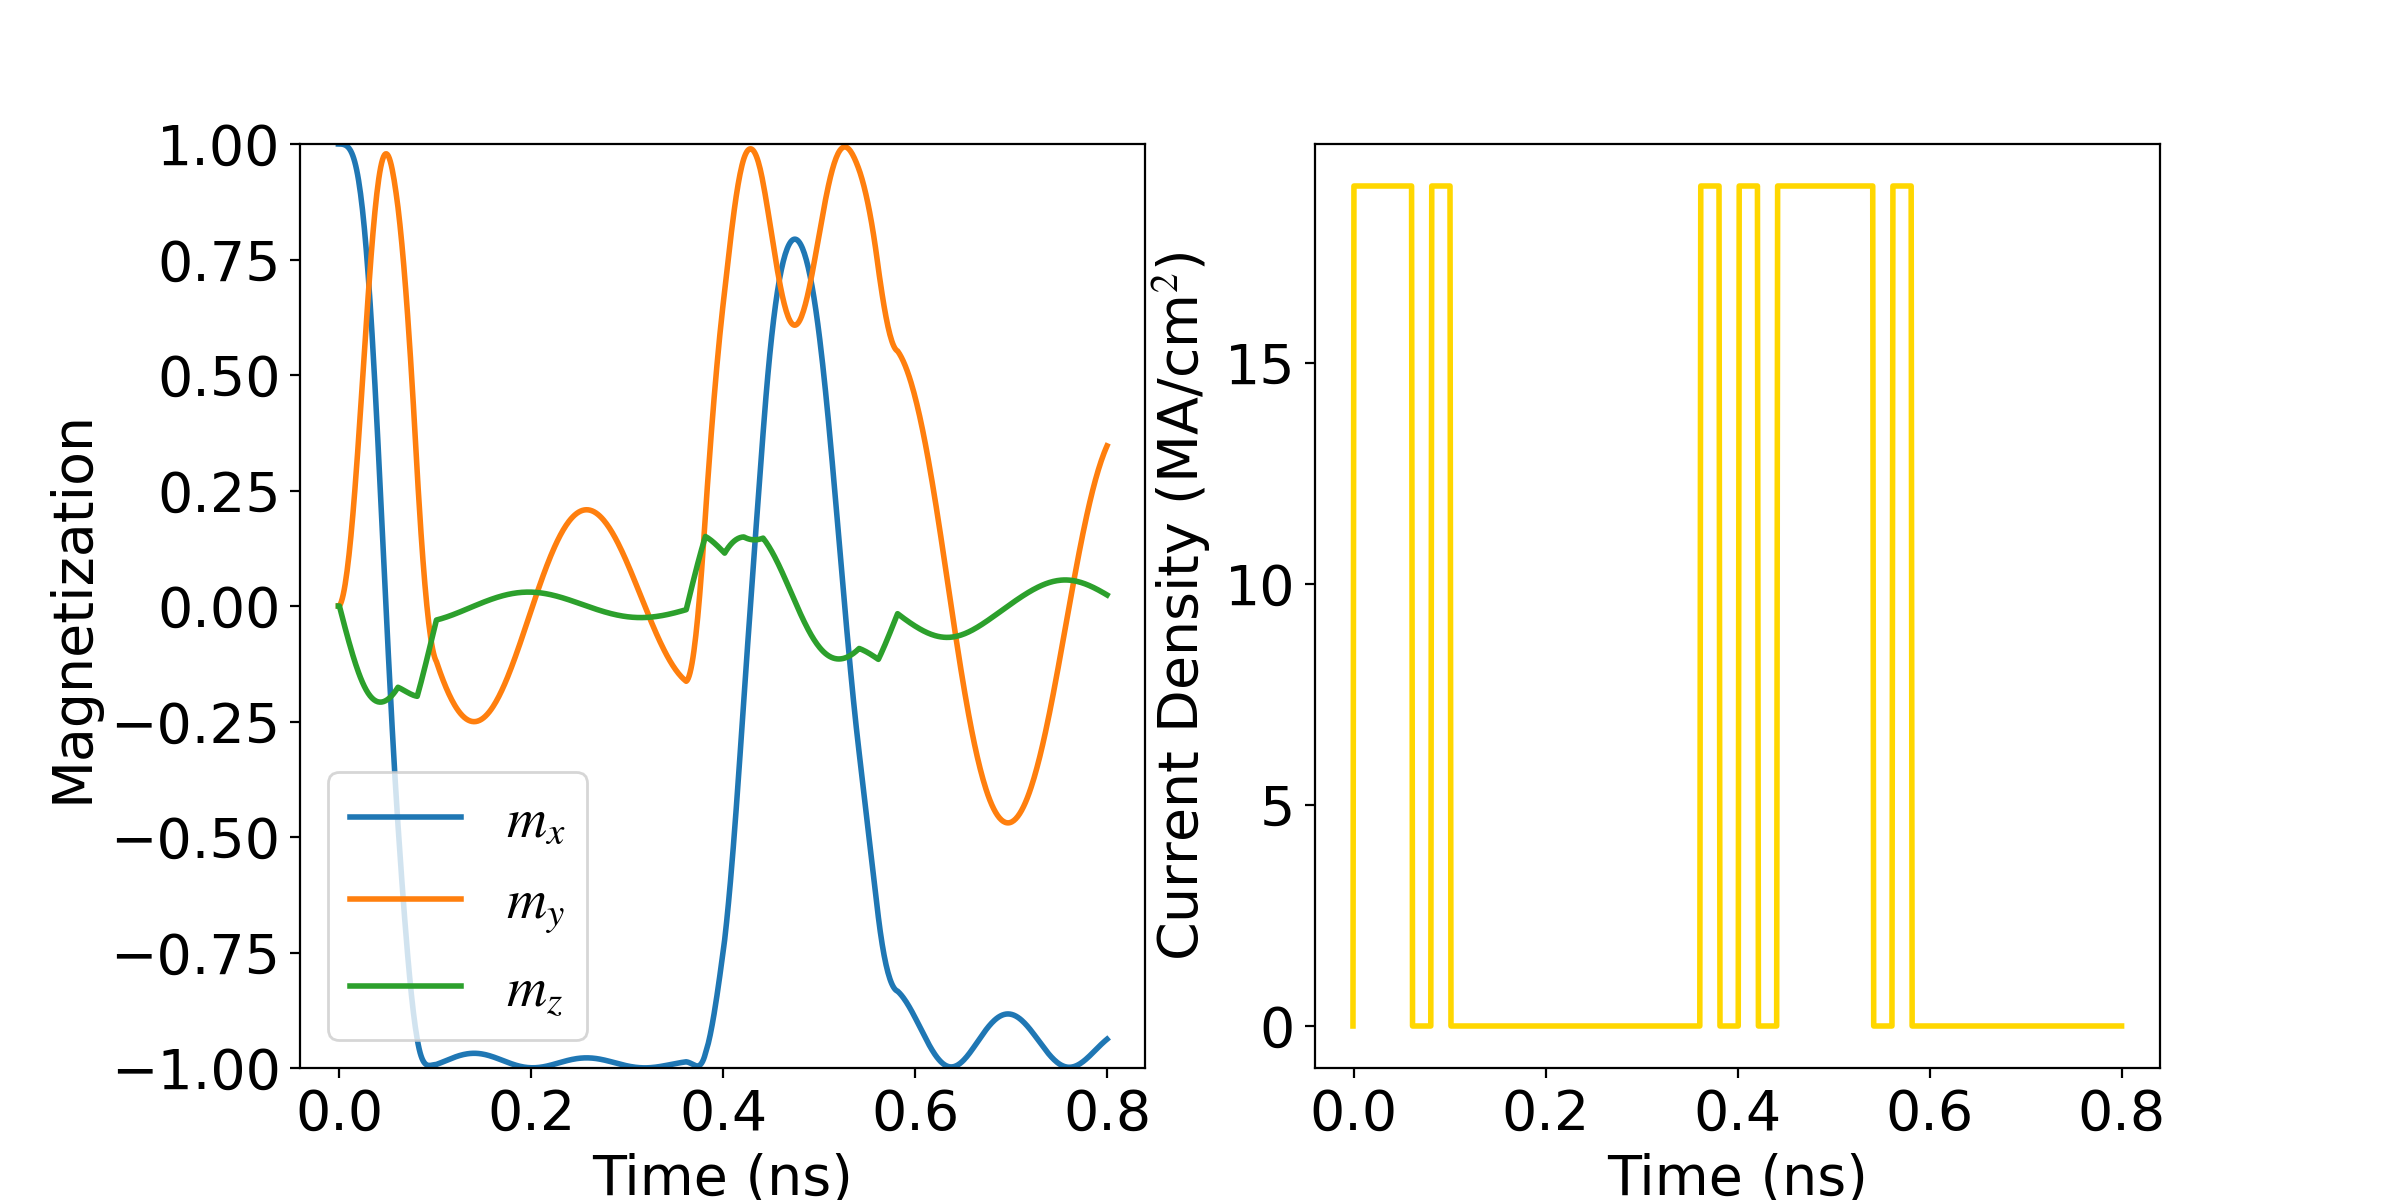 1.00
0.75
0.50
0.25
0.00
−0.25
−0.50
−0.75
−1.00
Magnetization
m_x
m_y
m_z
0.0 0.2 0.4 0.6 0.8
Time (ns)
15
10
5
0
Current Density (MA/cm²)
0.0 0.2 0.4 0.6 0.8
Time (ns)